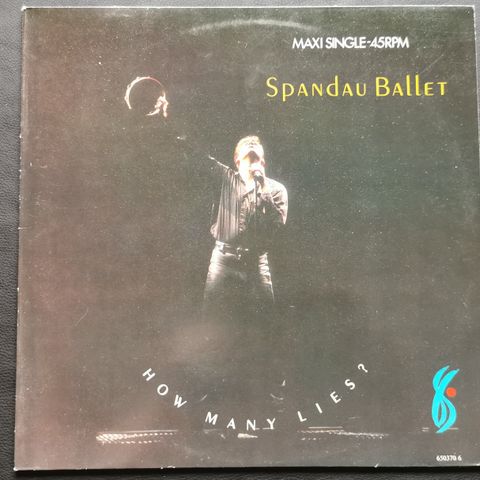 MAXI SINGLE-45RPM
SPANDAU BALLET
HOW MANY LIES?
650370 6